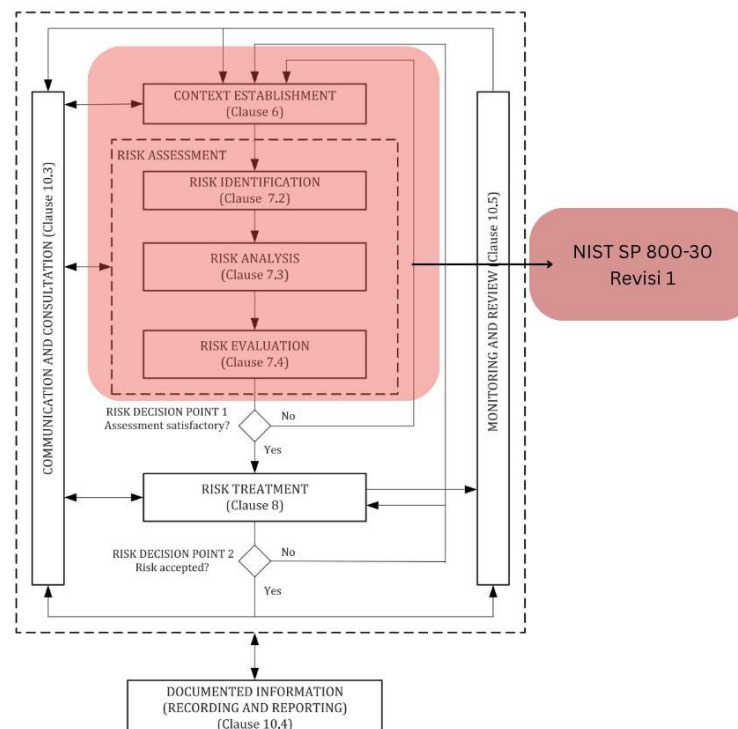 CONTEXT ESTABLISHMENT
(Clause 6)
RISK ASSESSMENT
RISK IDENTIFICATION
(Clause 7.2)
RISK ANALYSIS
(Clause 7.3)
RISK EVALUATION
(Clause 7.4)
COMMUNICATION AND CONSULTATION (Clause 10.3)
MONITORING AND REVIEW (Clause 10.5)
NIST SP 800-30
Revisi 1
RISK DECISION POINT 1
Assessment satisfactory?
No
Yes
RISK TREATMENT
(Clause 8)
RISK DECISION POINT 2
Risk accepted?
No
Yes
DOCUMENTED INFORMATION
(RECORDING AND REPORTING)
(Clause 10.4)